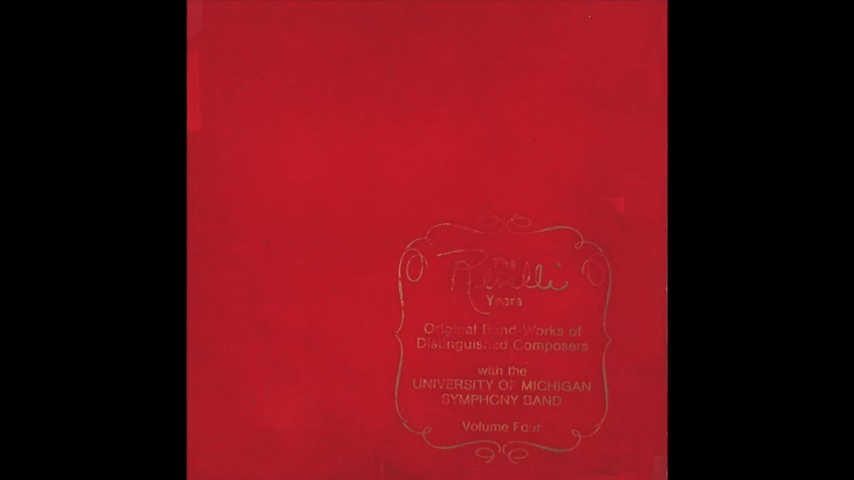 The
Revelli
Years
Original Band-Works of
Distinguished Composers
with the
UNIVERSITY OF MICHIGAN
SYMPHONY BAND
Volume Four